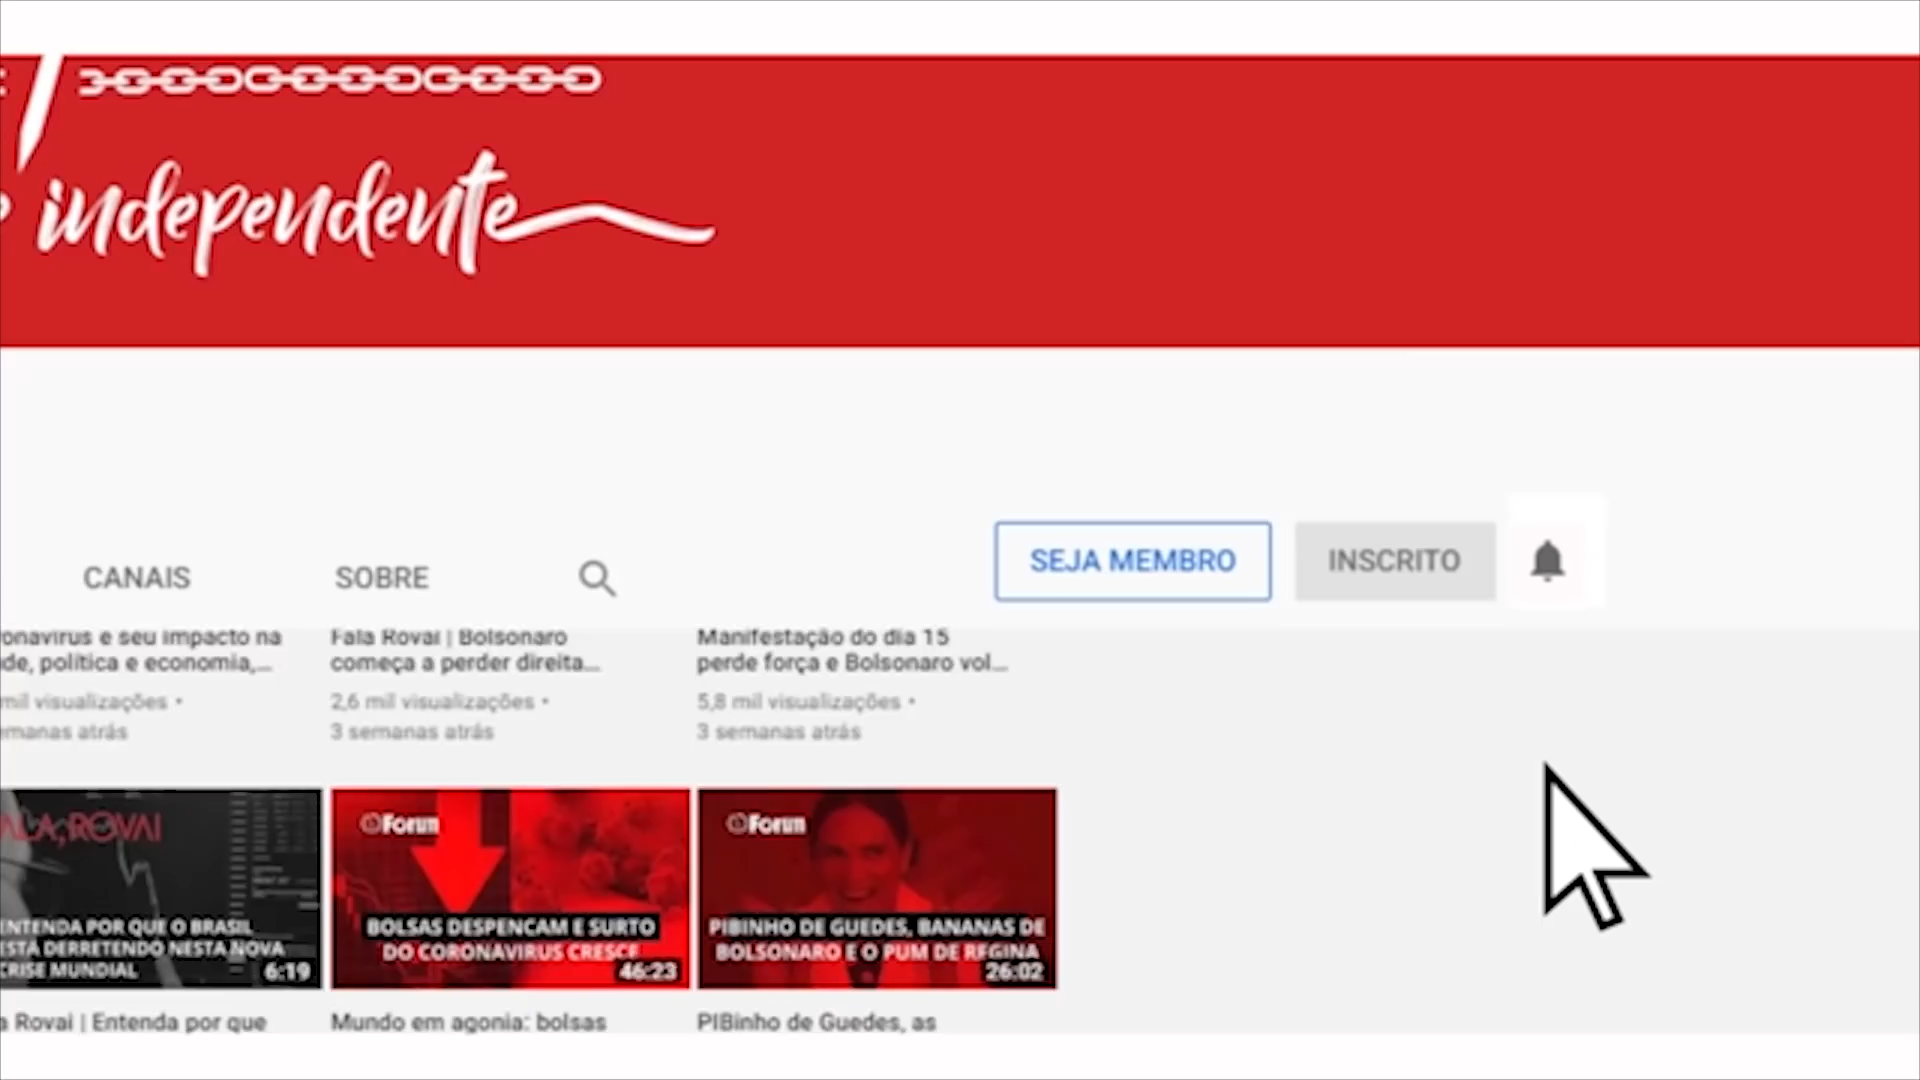 independente
SEJA MEMBRO
INSCRITO
CANAIS
SOBRE
e seu impacto na
política e economia,...
mil visualizações •
atrás
Fala Rovai | Bolsonaro
começa a perder direita...
2,6 mil visualizações •
3 semanas atrás
Manifestação do dia 15
perde força e Bolsonaro vol...
5,8 mil visualizações •
3 semanas atrás
ROVAI
ENTENDA POR QUE O BRASIL
ESTÁ DERRETENDO NESTA NOVA
CRISE MUNDIAL
6:19
Forum
BOLSAS DESPENCAM E SURTO
DO CORONAVIRUS CRESCE
46:23
Forum
PIBINHO DE GUEDES, BANANAS DE
BOLSONARO E O PUM DE REGINA
26:02
Rovai | Entenda por que
Mundo em agonia: bolsas
PIBinho de Guedes, as